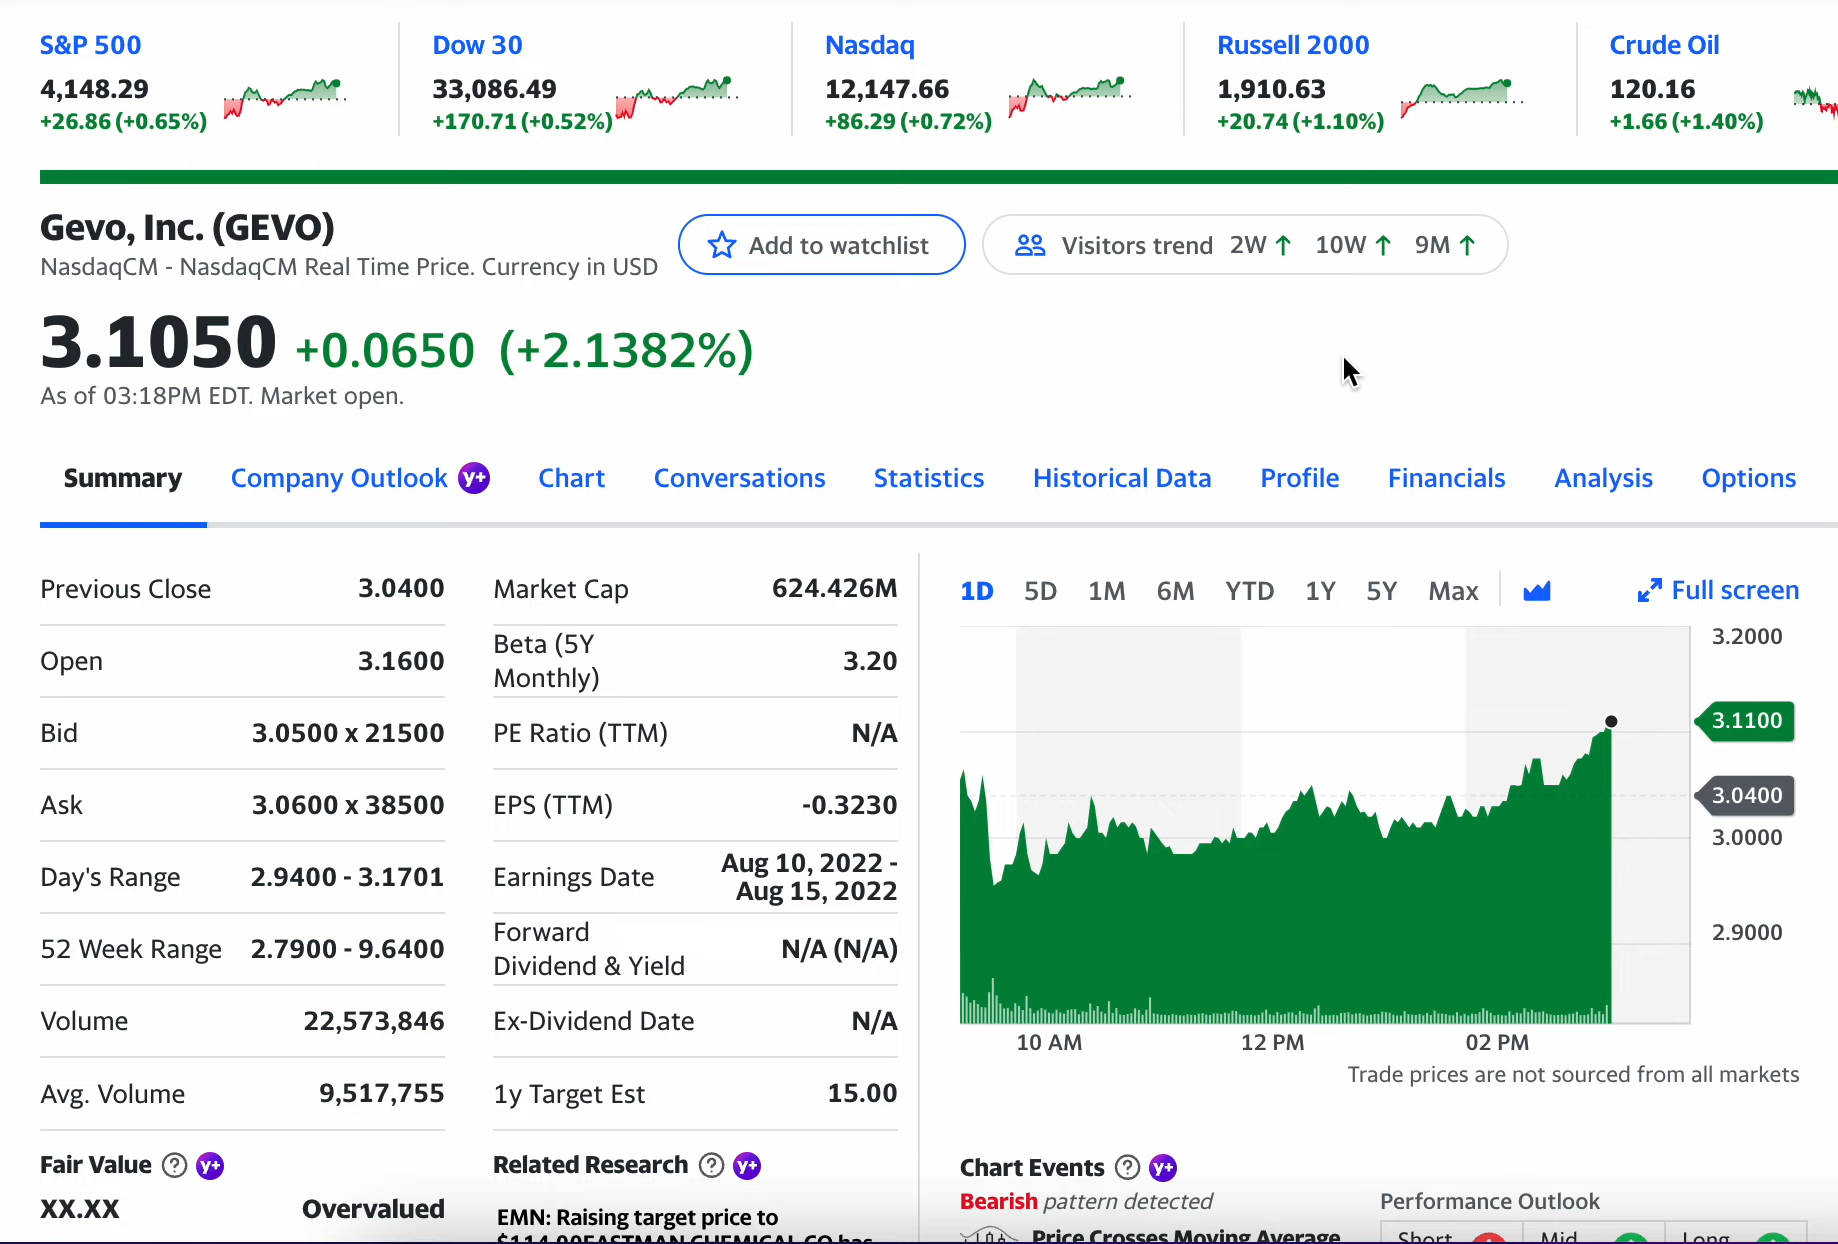 S&P 500
4,148.29
+26.86 (+0.65%)
Dow 30
33,086.49
+170.71 (+0.52%)
Nasdaq
12,147.66
+86.29 (+0.72%)
Russell 2000
1,910.63
+20.74 (+1.10%)
Crude Oil
120.16
+1.66 (+1.40%)
Gevo, Inc. (GEVO)
NasdaqCM - NasdaqCM Real Time Price. Currency in USD
Add to watchlist
Visitors trend 2W ↑ 10W ↑ 9M ↑
3.1050 +0.0650 (+2.1382%)
As of 03:18PM EDT. Market open.
Summary Company Outlook y+ Chart Conversations Statistics Historical Data Profile Financials Analysis Options
Previous Close 3.0400
Open 3.1600
Bid 3.0500 x 21500
Ask 3.0600 x 38500
Day's Range 2.9400 - 3.1701
52 Week Range 2.7900 - 9.6400
Volume 22,573,846
Avg. Volume 9,517,755
Market Cap 624.426M
Beta (5Y
Monthly) 3.20
PE Ratio (TTM) N/A
EPS (TTM) -0.3230
Earnings Date Aug 10, 2022 -
Aug 15, 2022
Forward
Dividend & Yield N/A (N/A)
Ex-Dividend Date N/A
1y Target Est 15.00
1D 5D 1M 6M YTD 1Y 5Y Max Full screen
3.2000
3.1100
3.0400
3.0000
2.9000
10 AM 12 PM 02 PM
Trade prices are not sourced from all markets
Fair Value ? y+
XX.XX Overvalued
Related Research ? y+
EMN: Raising target price to
$114.00EASTMAN CHEMICAL CO has
Chart Events ? y+
Bearish pattern detected
Price Crosses Moving Average
Performance Outlook
Short Mid Long